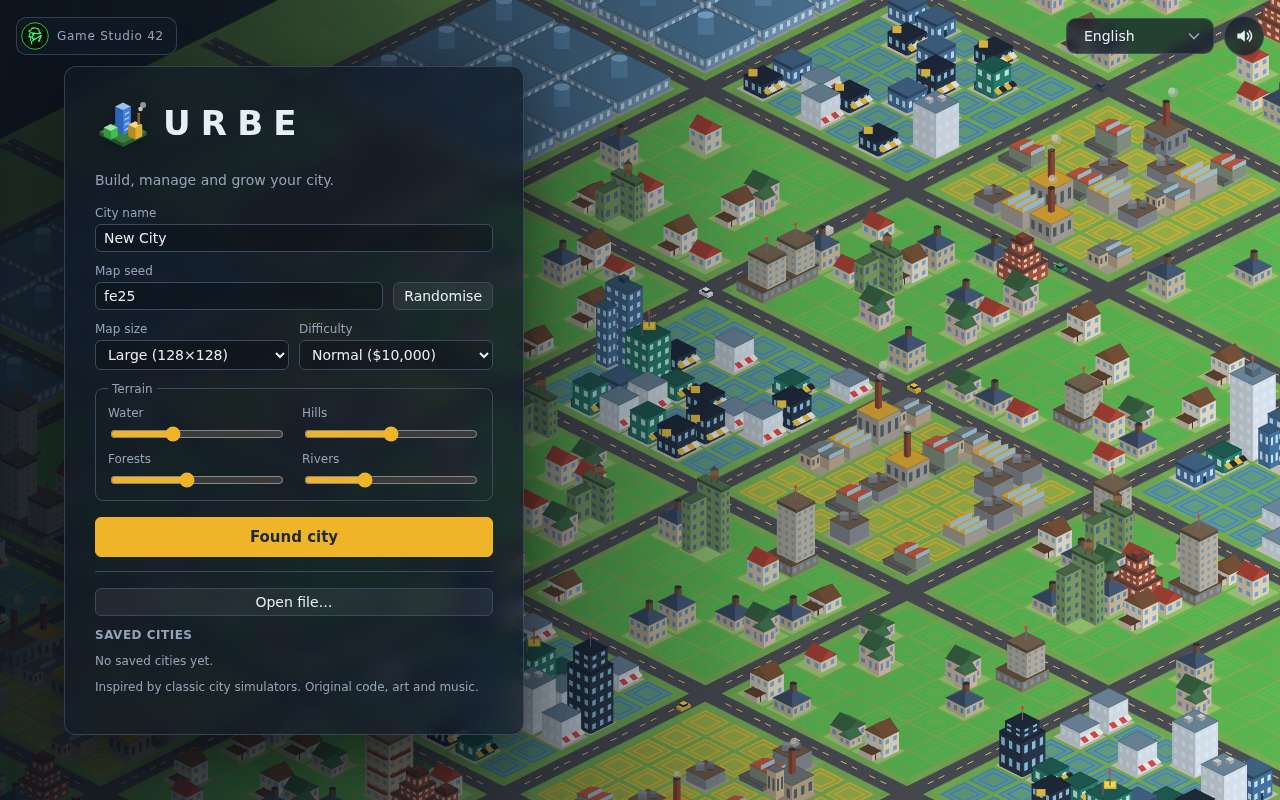 Game Studio 42
English
URBE
Build, manage and grow your city.
City name
New City
Map seed
fe25
Randomise
Map size
Difficulty
Large (128×128)
Normal ($10,000)
Terrain
Water
Hills
Forests
Rivers
Found city
Open file...
SAVED CITIES
No saved cities yet.
Inspired by classic city simulators. Original code, art and music.